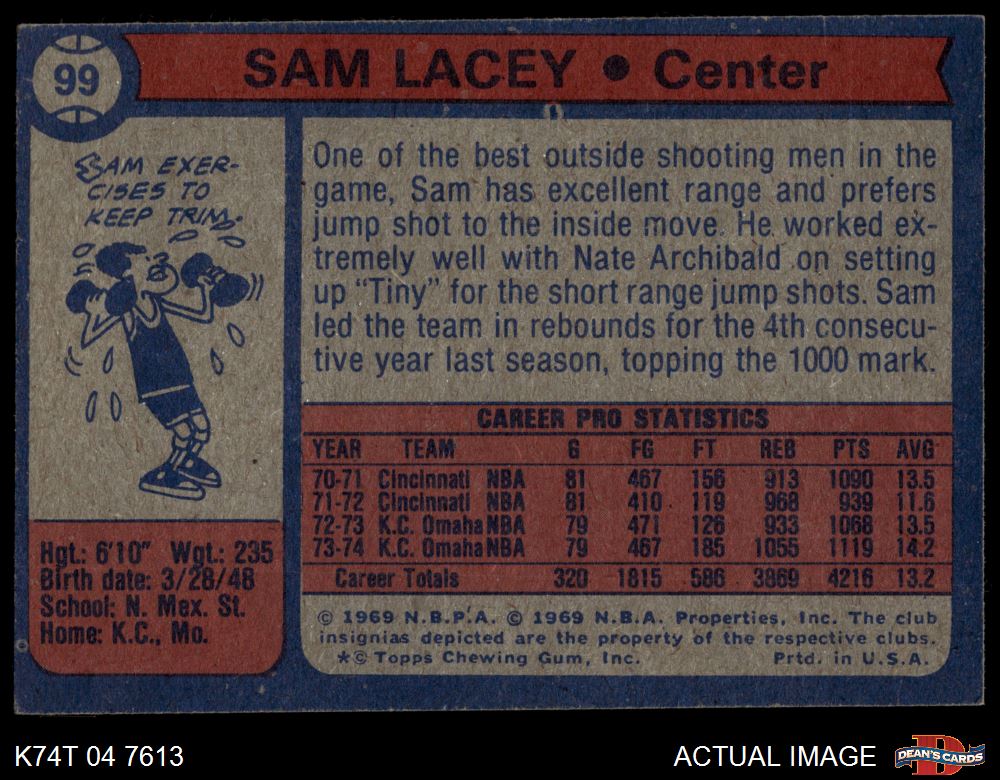 99
SAM LACEY • Center
SAM EXER-
CISES TO
KEEP TRIM.
One of the best outside shooting men in the
game, Sam has excellent range and prefers
jump shot to the inside move. He worked ex-
tremely well with Nate Archibald on setting
up "Tiny" for the short range jump shots. Sam
led the team in rebounds for the 4th consecu-
tive year last season, topping the 1000 mark.
CAREER PRO STATISTICS
YEAR TEAM G FG FT REB PTS AVG
70-71 Cincinnati NBA 81 467 156 913 1090 13.5
71-72 Cincinnati NBA 81 410 119 968 939 11.6
72-73 K.C. Omaha NBA 79 471 126 933 1068 13.5
73-74 K.C. Omaha NBA 79 467 185 1055 1119 14.2
Career Totals 320 1815 586 3869 4216 13.2
Hgt.: 6'10" Wgt.: 235
Birth date: 3/28/48
School: N. Mex. St.
Home: K.C., Mo.
© 1969 N.B.P.A. © 1969 N.B.A. Properties, Inc. The club
insignias depicted are the property of the respective clubs.
*© Topps Chewing Gum, Inc. Prtd. in U.S.A.
K74T 04 7613
ACTUAL IMAGE
D
DEAN'S CARDS